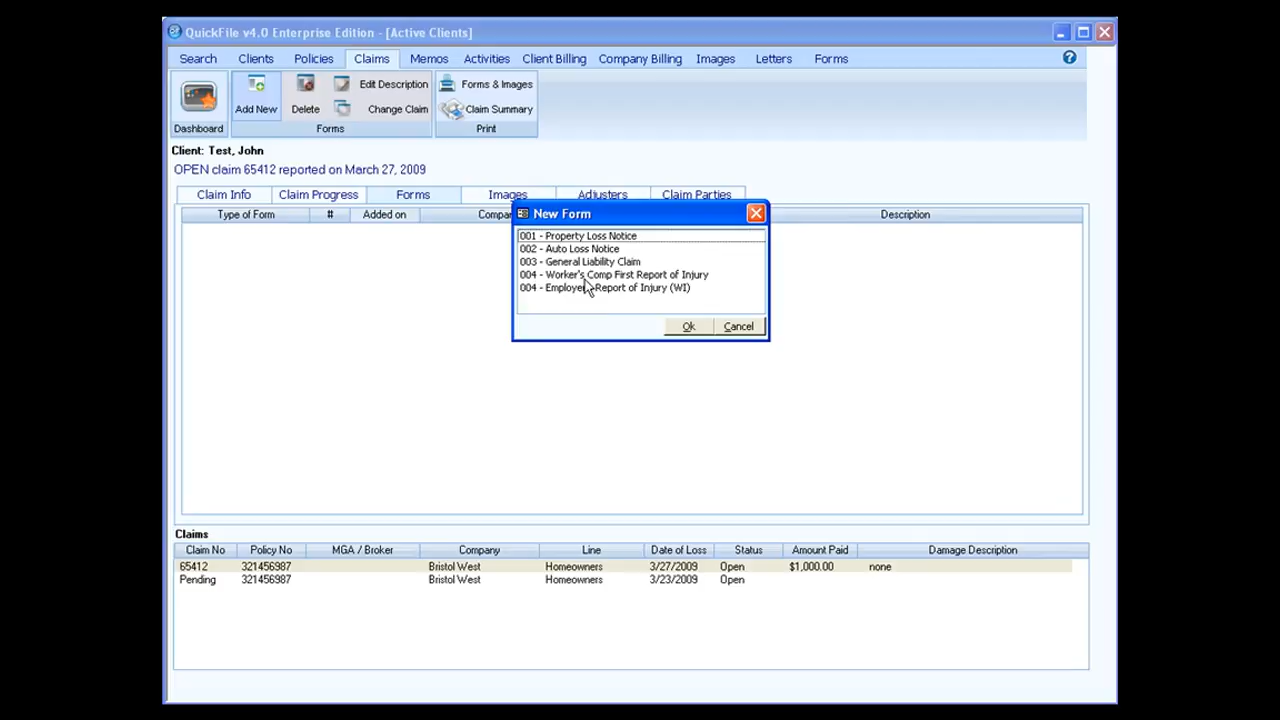 QuickFile v4.0 Enterprise Edition - [Active Clients]
Search Clients Policies Claims Memos Activities Client Billing Company Billing Images Letters Forms
Dashboard
Add New
Delete
Edit Description
Change Claim
Forms
Forms & Images
Claim Summary
Print
Client: Test, John
OPEN claim 65412 reported on March 27, 2009
Claim Info Claim Progress Forms Images Adjusters Claim Parties
Type of Form # Added on Description
New Form
001 - Property Loss Notice
002 - Auto Loss Notice
003 - General Liability Claim
004 - Worker's Comp First Report of Injury
004 - Report of Injury (WI)
Ok Cancel
Claims
Claim No Policy No MGA / Broker Company Line Date of Loss Status Amount Paid Damage Description
65412 321456987 Bristol West Homeowners 3/27/2009 Open $1,000.00 none
Pending 321456987 Bristol West Homeowners 3/23/2009 Open